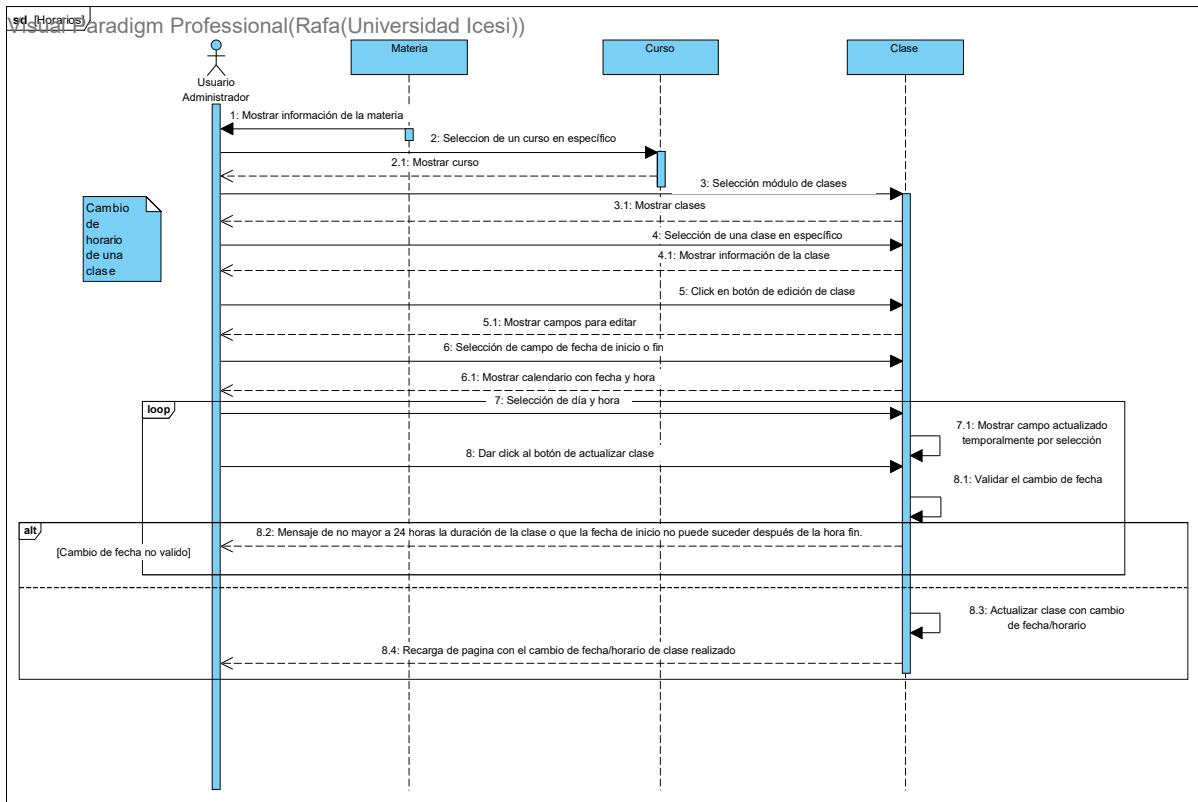 sd [Horarios]
Visual Paradigm Professional(Rafa(Universidad Icesi))
Materia
Curso
Clase
Usuario
Administrador
1: Mostrar información de la materia
2: Seleccion de un curso en específico
2.1: Mostrar curso
3: Selección módulo de clases
Cambio
de
horario
de una
clase
3.1: Mostrar clases
4: Selección de una clase en específico
4.1: Mostrar información de la clase
5: Click en botón de edición de clase
5.1: Mostrar campos para editar
6: Selección de campo de fecha de inicio o fin
6.1: Mostrar calendario con fecha y hora
loop
7: Selección de día y hora
7.1: Mostrar campo actualizado
temporalmente por selección
8: Dar click al botón de actualizar clase
8.1: Validar el cambio de fecha
alt
8.2: Mensaje de no mayor a 24 horas la duración de la clase o que la fecha de inicio no puede suceder después de la hora fin.
[Cambio de fecha no valido]
8.3: Actualizar clase con cambio
de fecha/horario
8.4: Recarga de pagina con el cambio de fecha/horario de clase realizado